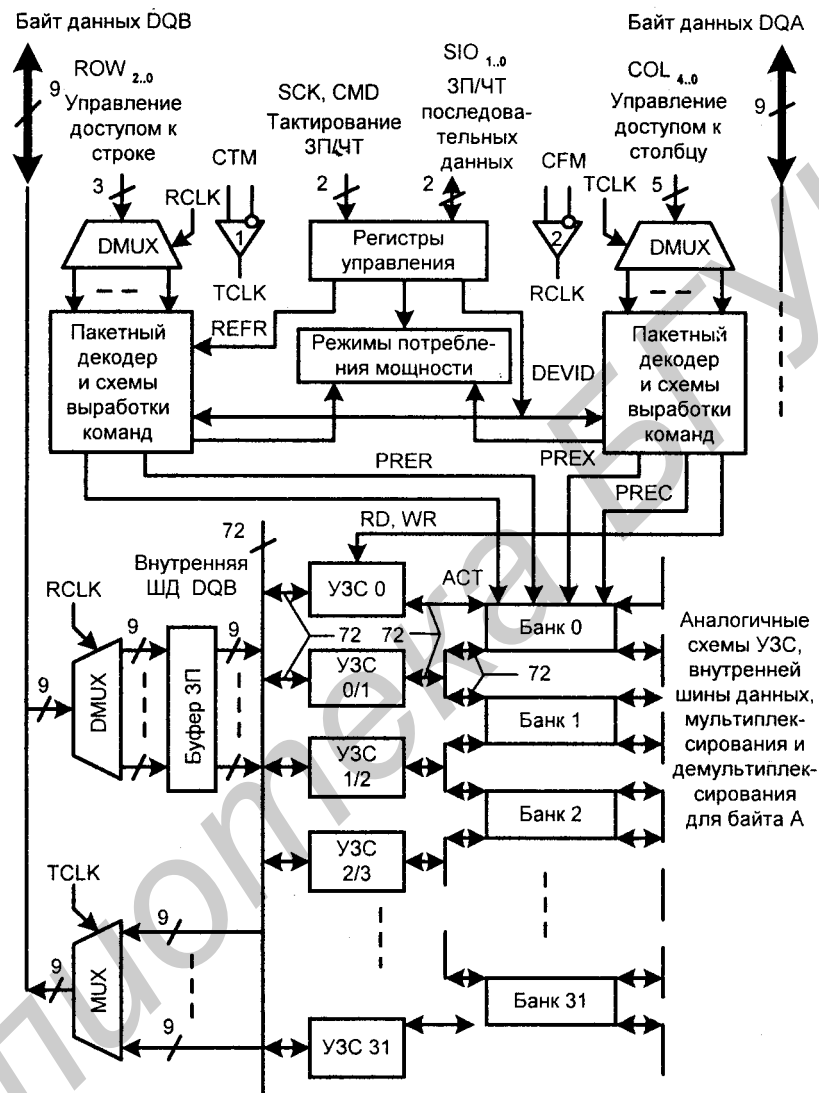 Байт данных DQB
Байт данных DQA
9
ROW 2..0
Управление
доступом к
строке
3
SCK, CMD
Тактирование
ЗП/ЧТ
2
SIO 1..0
ЗП/ЧТ
последова-
тельных
данных
2
COL 4..0
Управление
доступом к
столбцу
5
9
CTM
RCLK
CFM
TCLK
DMUX
1
TCLK
Регистры
управления
2
RCLK
DMUX
REFR
Пакетный
декодер
и схемы
выработки
команд
Режимы потребле-
ния мощности
DEVID
Пакетный
декодер
и схемы
выработки
команд
PRER
PREX
PREC
72
RD, WR
Внутренняя
ШД DQB
RCLK
УЗС 0
ACT
Банк 0
9
9
72
72
72
УЗС
0/1
9
DMUX
Буфер ЗП
Банк 1
УЗС
1/2
Банк 2
УЗС
2/3
Аналогичные
схемы УЗС,
внутренней
шины данных,
мультиплек-
сирования и
демультиплек-
сирования
для байта А
TCLK
9
9
MUX
9
Банк 31
УЗС 31
библиотека БГУ